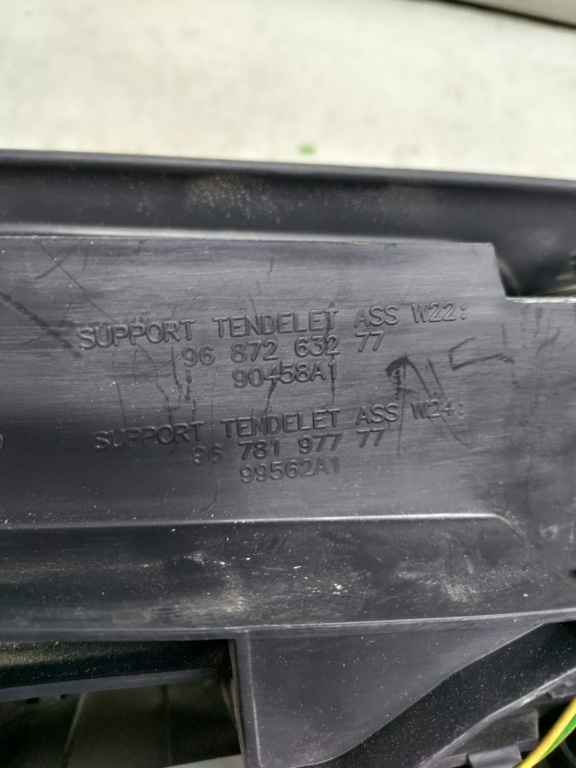 SUPPORT TENDELET ASS W22:
96 872 632 77
90458A1
SUPPORT TENDELET ASS W24:
96 781 977 77
99562A1